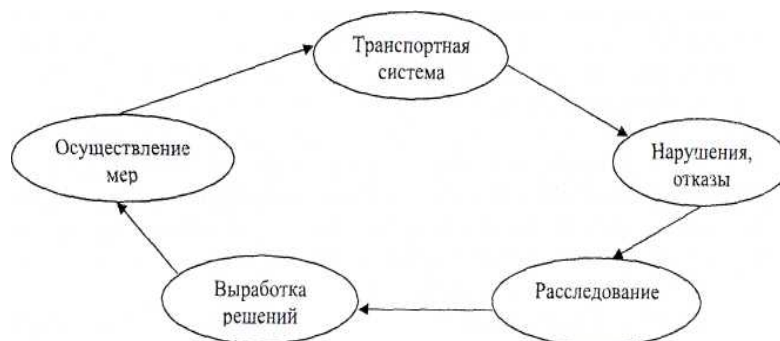 Транспортная
система
Нарушения,
отказы
Расследование
Выработка
решений
Осуществление
мер